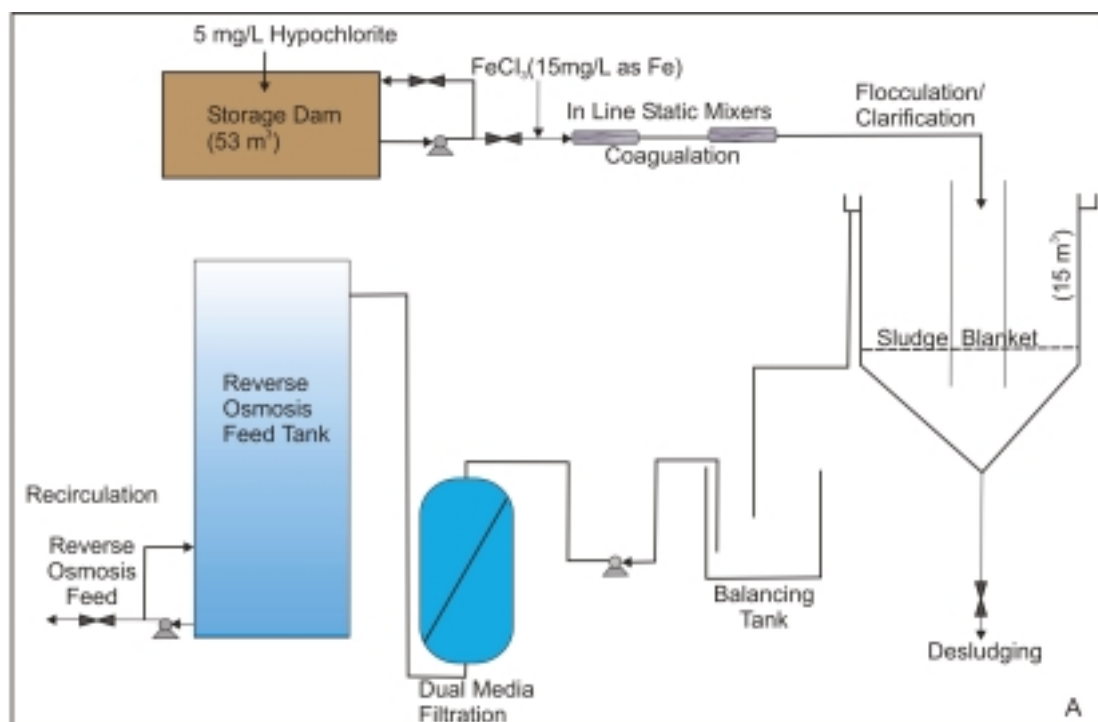 5 mg/L Hypochlorite
FeCl₃(15mg/L as Fe)
Storage Dam
(53 m³)
In Line Static Mixers
Coagualation
Flocculation/
Clarification
(15 m³)
Sludge Blanket
Reverse
Osmosis
Feed Tank
Recirculation
Reverse
Osmosis
Feed
Balancing
Tank
Desludging
Dual Media
Filtration
A